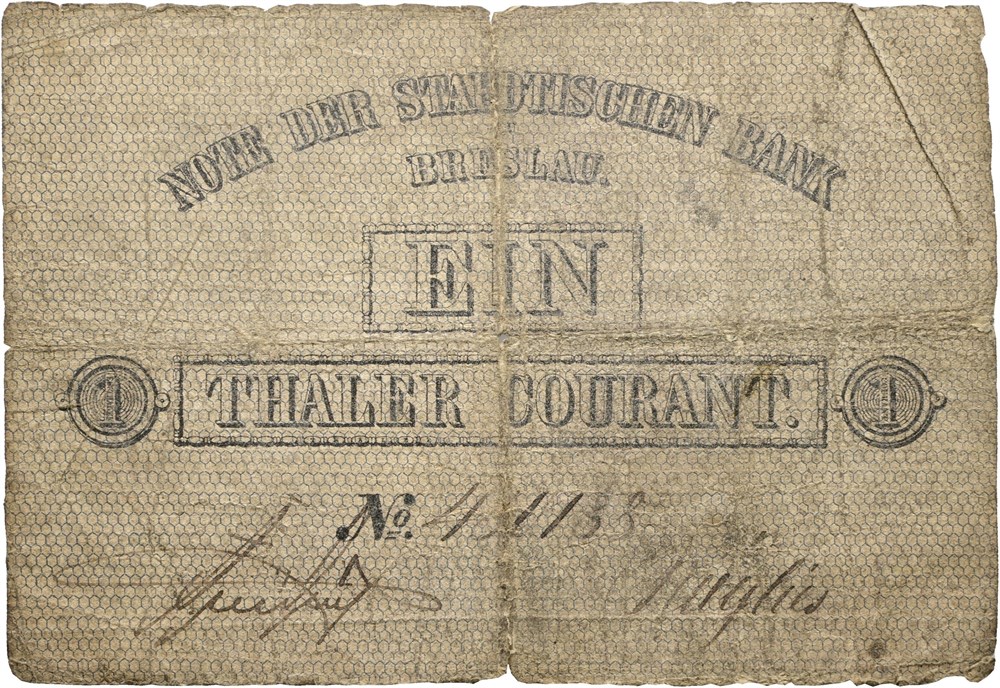 NOTE DER STAEDTISCHEN BANK
BRESLAU.
EIN
1 THALER COURANT. 1
No.